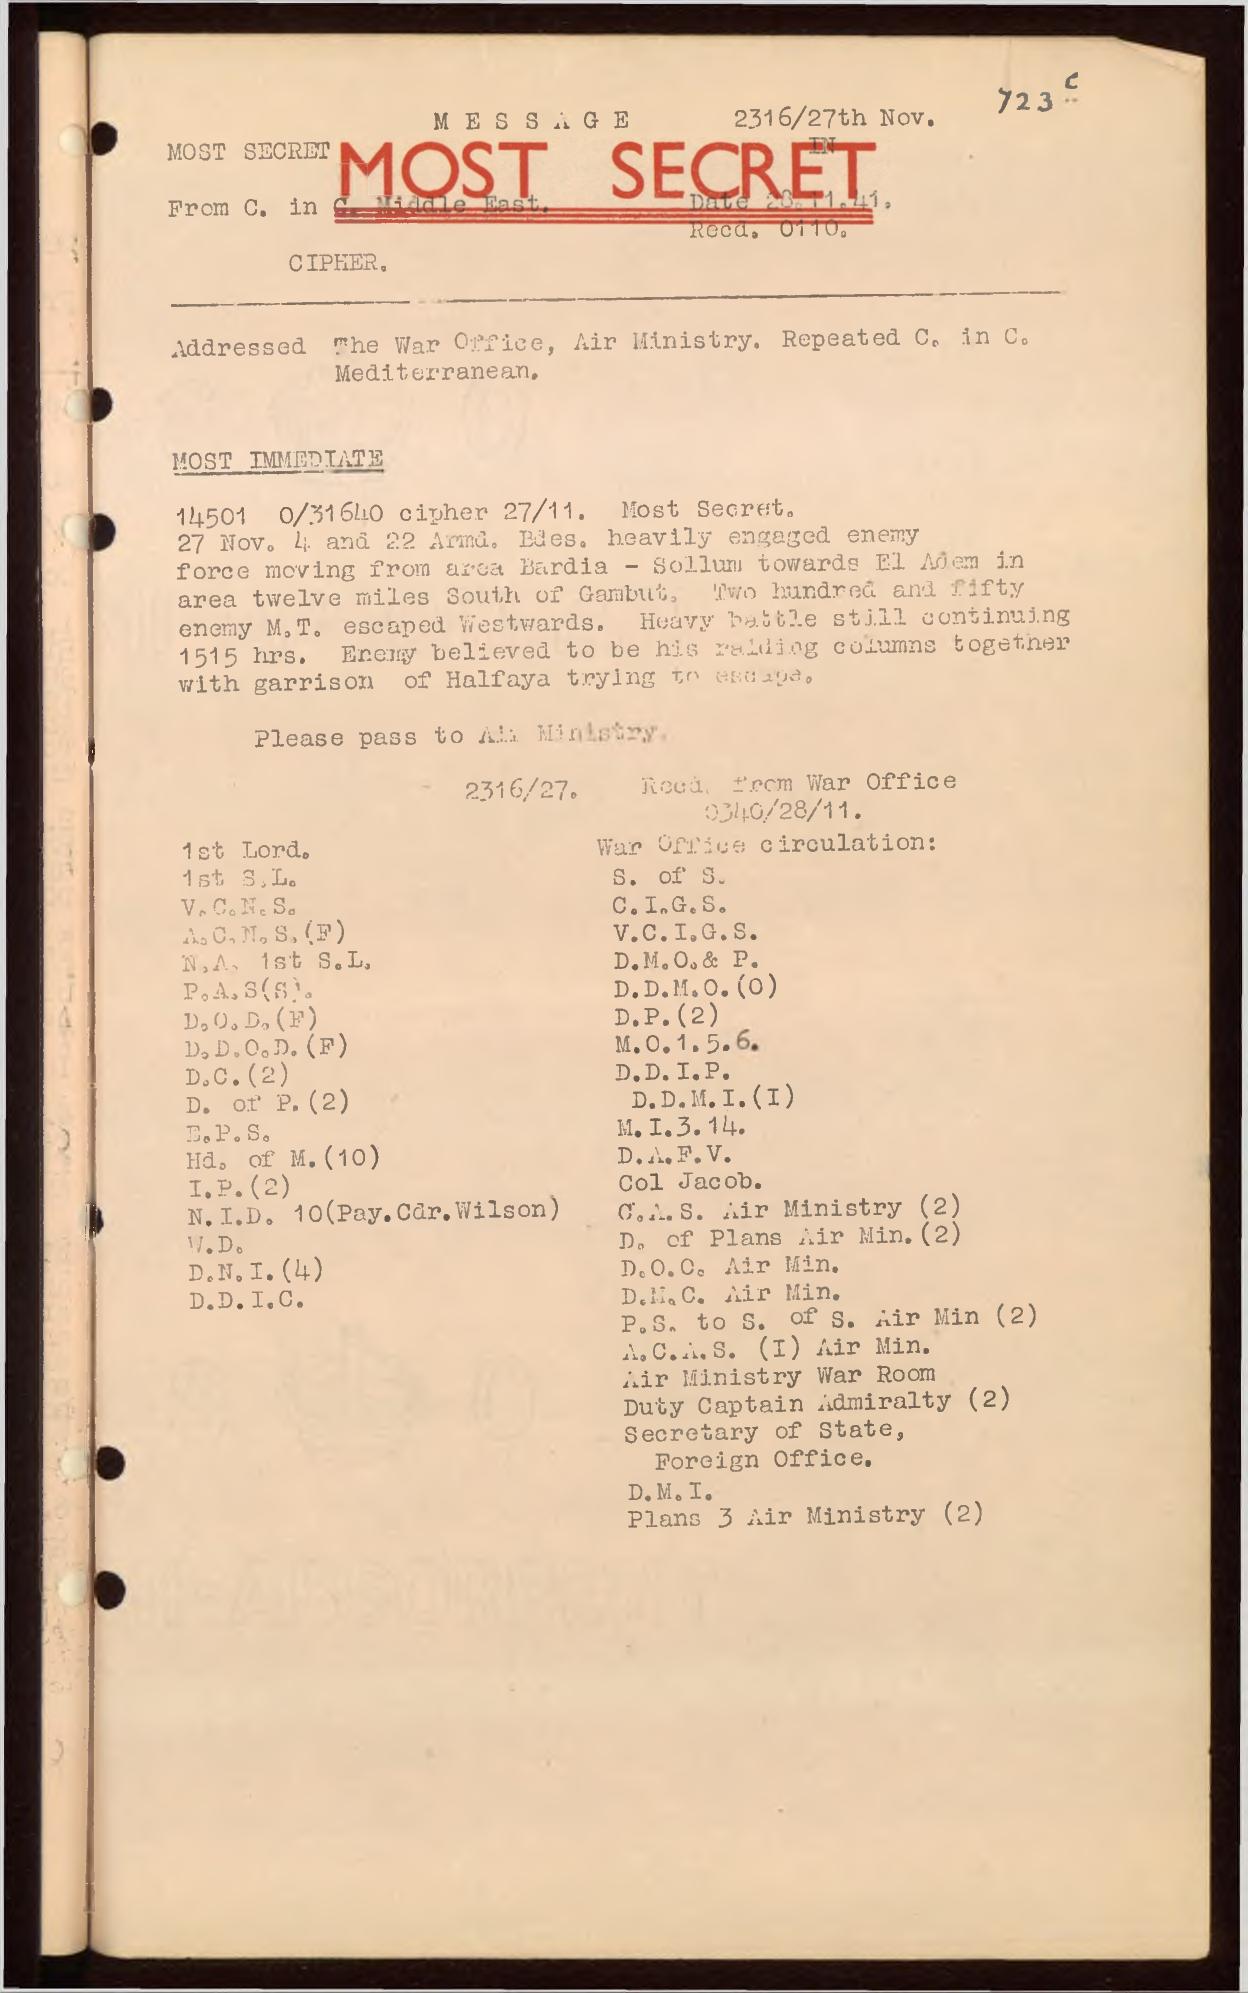 723 c
MESSAGE 2316/27th Nov.
MOST SECRET IN
MOST SECRET
From C. in C. Middle East. Date 28.11.41.
Recd. 0110.
CIPHER.
Addressed The War Office, Air Ministry. Repeated C. in C.
Mediterranean.
MOST IMMEDIATE
14501 0/31640 cipher 27/11. Most Secret.
27 Nov. 4 and 22 Armd. Bdes. heavily engaged enemy
force moving from area Bardia - Sollum towards El Adem in
area twelve miles South of Gambut. Two hundred and fifty
enemy M.T. escaped Westwards. Heavy battle still continuing
1515 hrs. Enemy believed to be his raiding columns together
with garrison of Halfaya trying to escape.
Please pass to Air Ministry.
2316/27. Recd. from War Office
0340/28/11.
1st Lord.
1st S.L.
V.C.N.S.
A.C.N.S.(F)
N.A. 1st S.L.
P.A.S(S).
D.O.D.(F)
D.D.O.D.(F)
D.C.(2)
D. of P.(2)
E.P.S.
Hd. of M.(10)
I.P.(2)
N.I.D. 10(Pay.Cdr.Wilson)
W.D.
D.N.I.(4)
D.D.I.C.
War Office circulation:
S. of S.
C.I.G.S.
V.C.I.G.S.
D.M.O.& P.
D.D.M.O.(O)
D.P.(2)
M.O.1.5.6.
D.D.I.P.
D.D.M.I.(I)
M.I.3.14.
D.A.F.V.
Col Jacob.
C.A.S. Air Ministry (2)
D. of Plans Air Min.(2)
D.O.C. Air Min.
D.M.C. Air Min.
P.S. to S. of S. Air Min (2)
A.C.A.S. (I) Air Min.
Air Ministry War Room
Duty Captain Admiralty (2)
Secretary of State,
Foreign Office.
D.M.I.
Plans 3 Air Ministry (2)